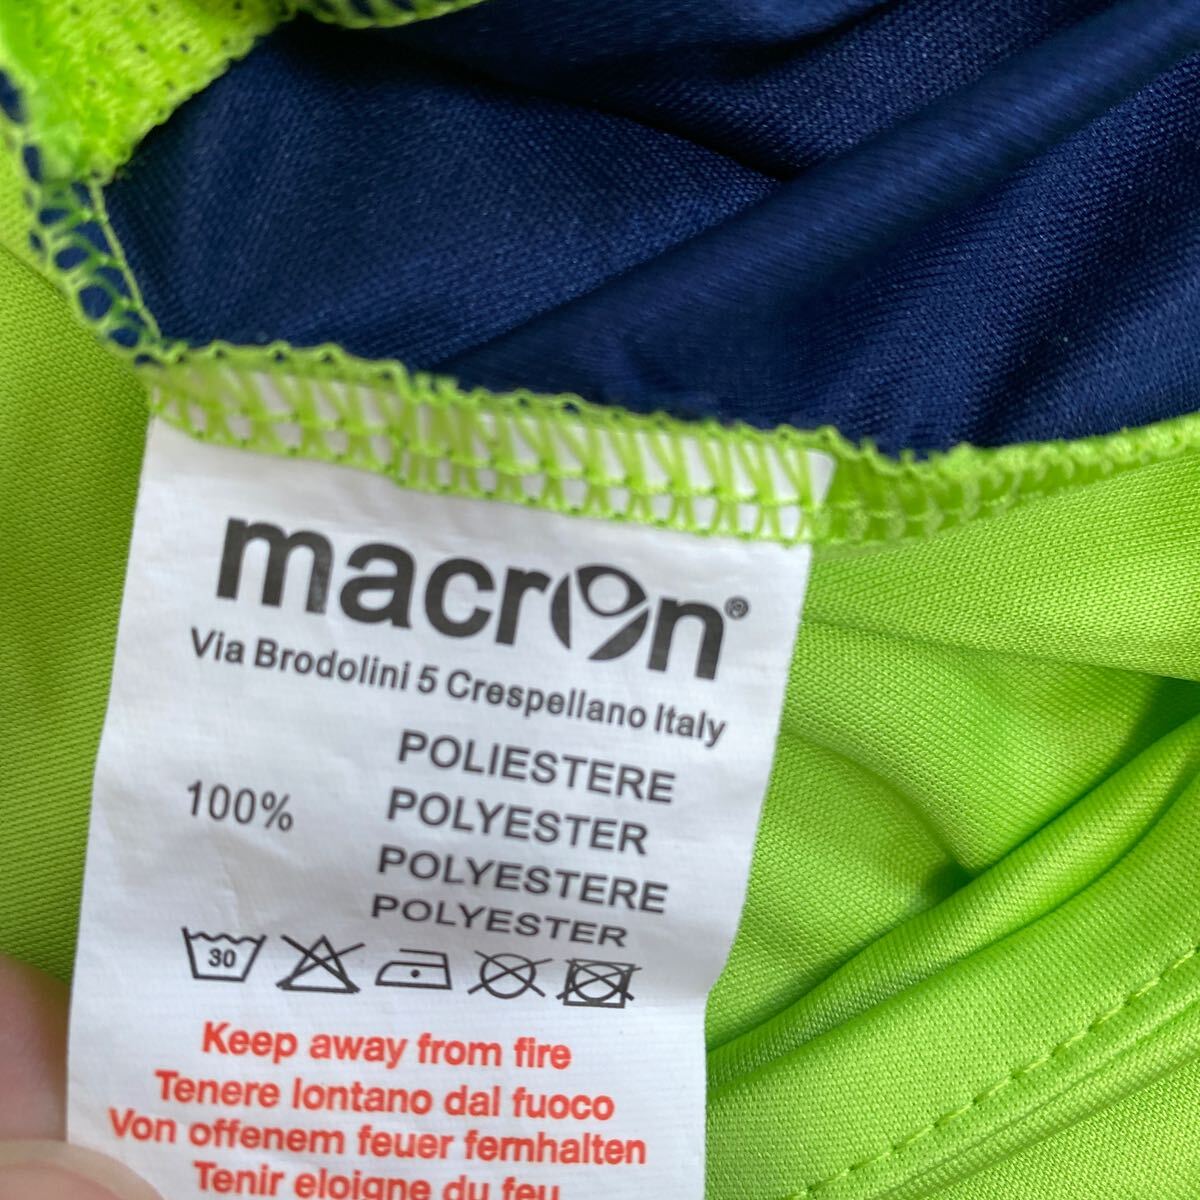 macron®
Via Brodolini 5 Crespellano Italy
POLIESTERE
100% POLYESTER
POLYESTERE
POLYESTER
30
Keep away from fire
Tenere lontano dal fuoco
Von offenem feuer fernhalten
Tenir eloigne du feu